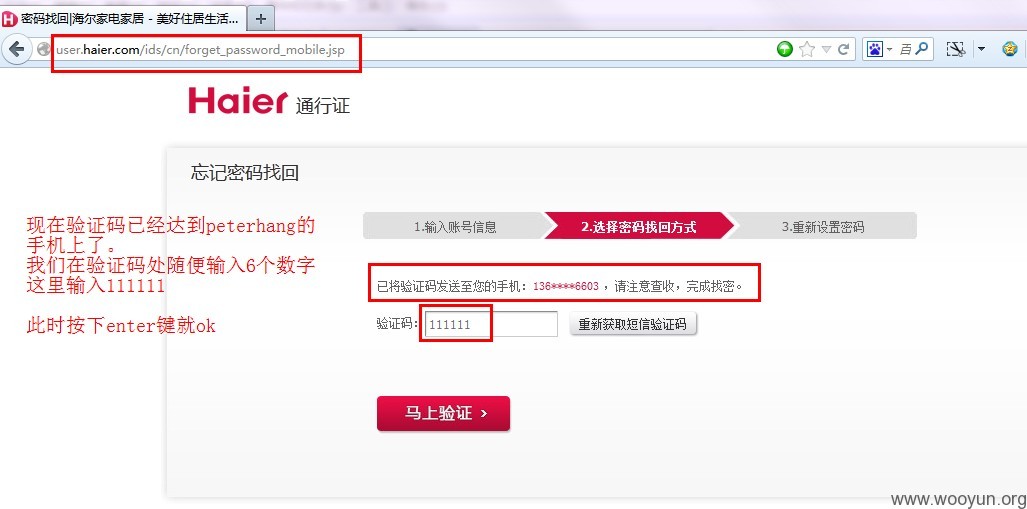 密码找回|海尔家电家居 - 美好住居生活...
user.haier.com/ids/cn/forget_password_mobile.jsp
百
Haier 通行证
忘记密码找回
现在验证码已经达到peterhang的
手机上了。
我们在验证码处随便输入6个数字
这里输入111111
此时按下enter键就ok
1.输入账号信息
2.选择密码找回方式
3.重新设置密码
已将验证码发送至您的手机：136****6603 ，请注意查收，完成找密。
验证码：
111111
重新获取短信验证码
马上验证 ›
www.wooyun.org